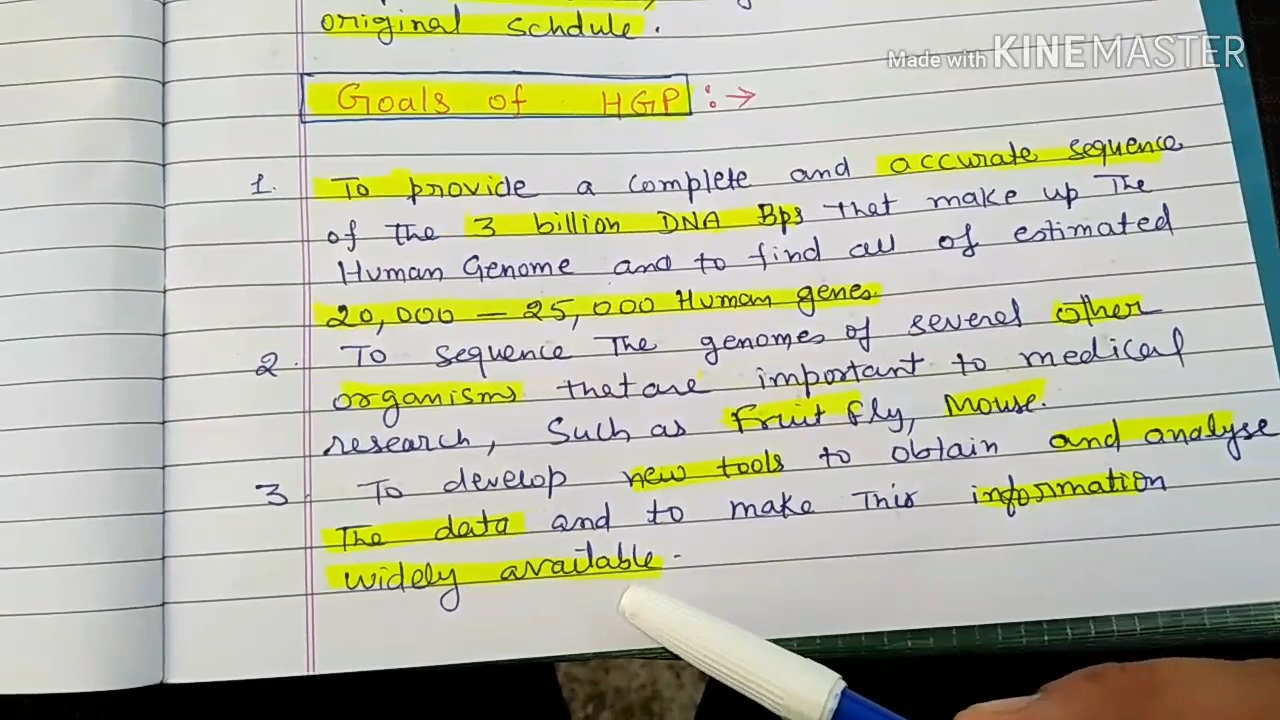 original schdule.
Made with KINEMASTER
Goals of HGP :→
1. To provide a complete and accurate sequence
of the 3 billion DNA Bps that make up The
Human Genome and to find all of estimated
20,000 – 25,000 Human genes.
2. To sequence The genomes of several other
organisms that are important to medical
research, Such as Fruit fly, Mouse.
3 To develop new tools to obtain and analyse
The data and to make This information
widely available.